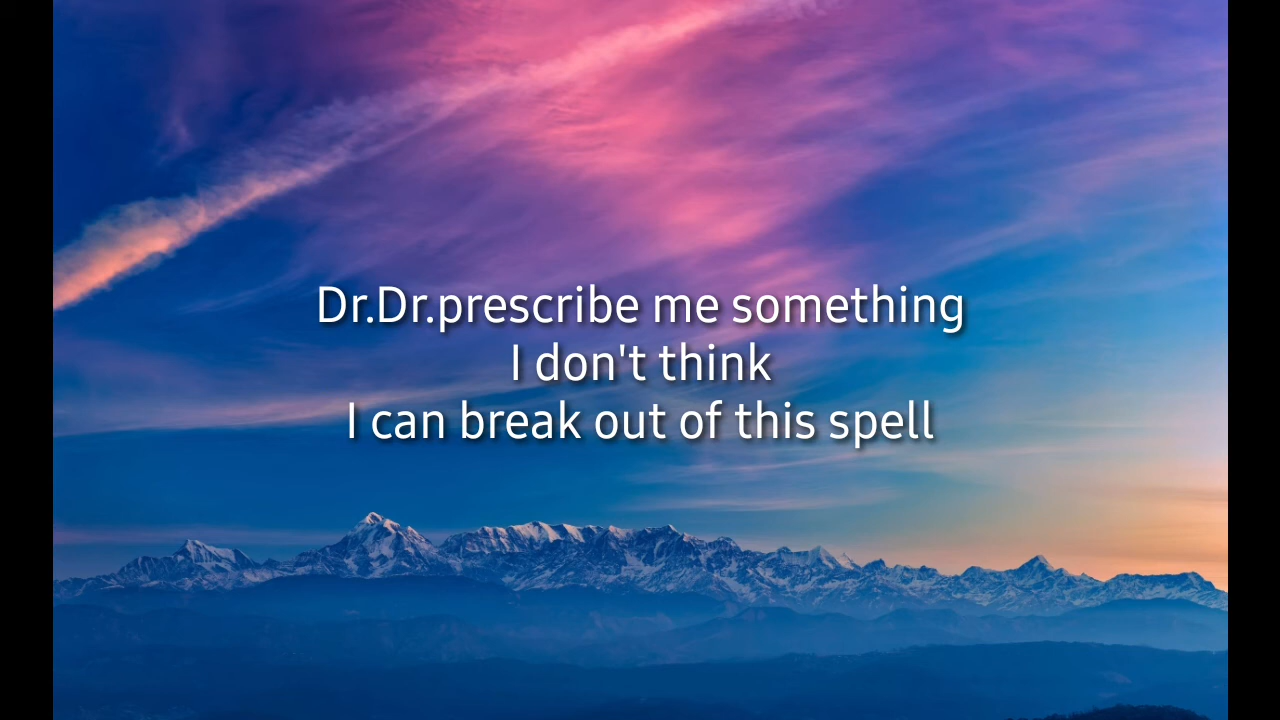 Dr.Dr.prescribe me something
I don't think
I can break out of this spell